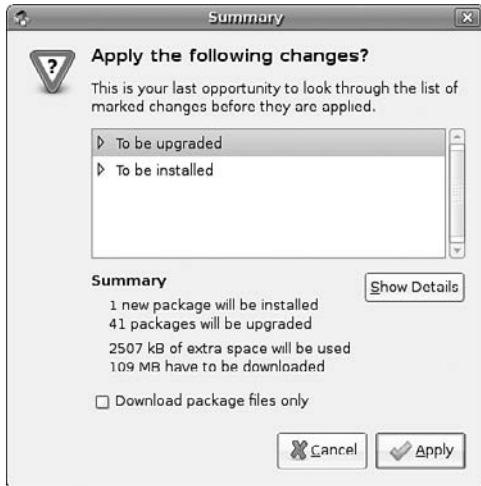 Summary
Apply the following changes?
This is your last opportunity to look through the list of
marked changes before they are applied.
To be upgraded
To be installed
Summary
Show Details
1 new package will be installed
41 packages will be upgraded
2507 kB of extra space will be used
109 MB have to be downloaded
Download package files only
Cancel
Apply